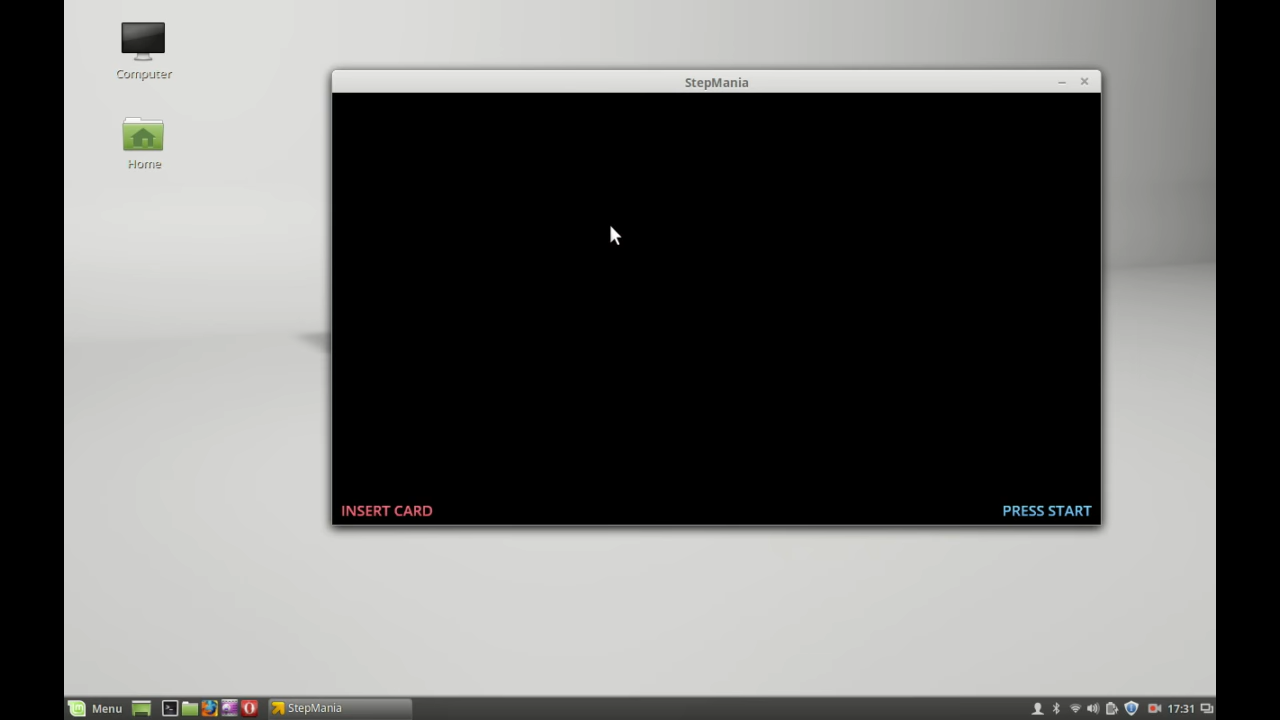 Computer
Home
StepMania
INSERT CARD
PRESS START
Menu
StepMania
17:31